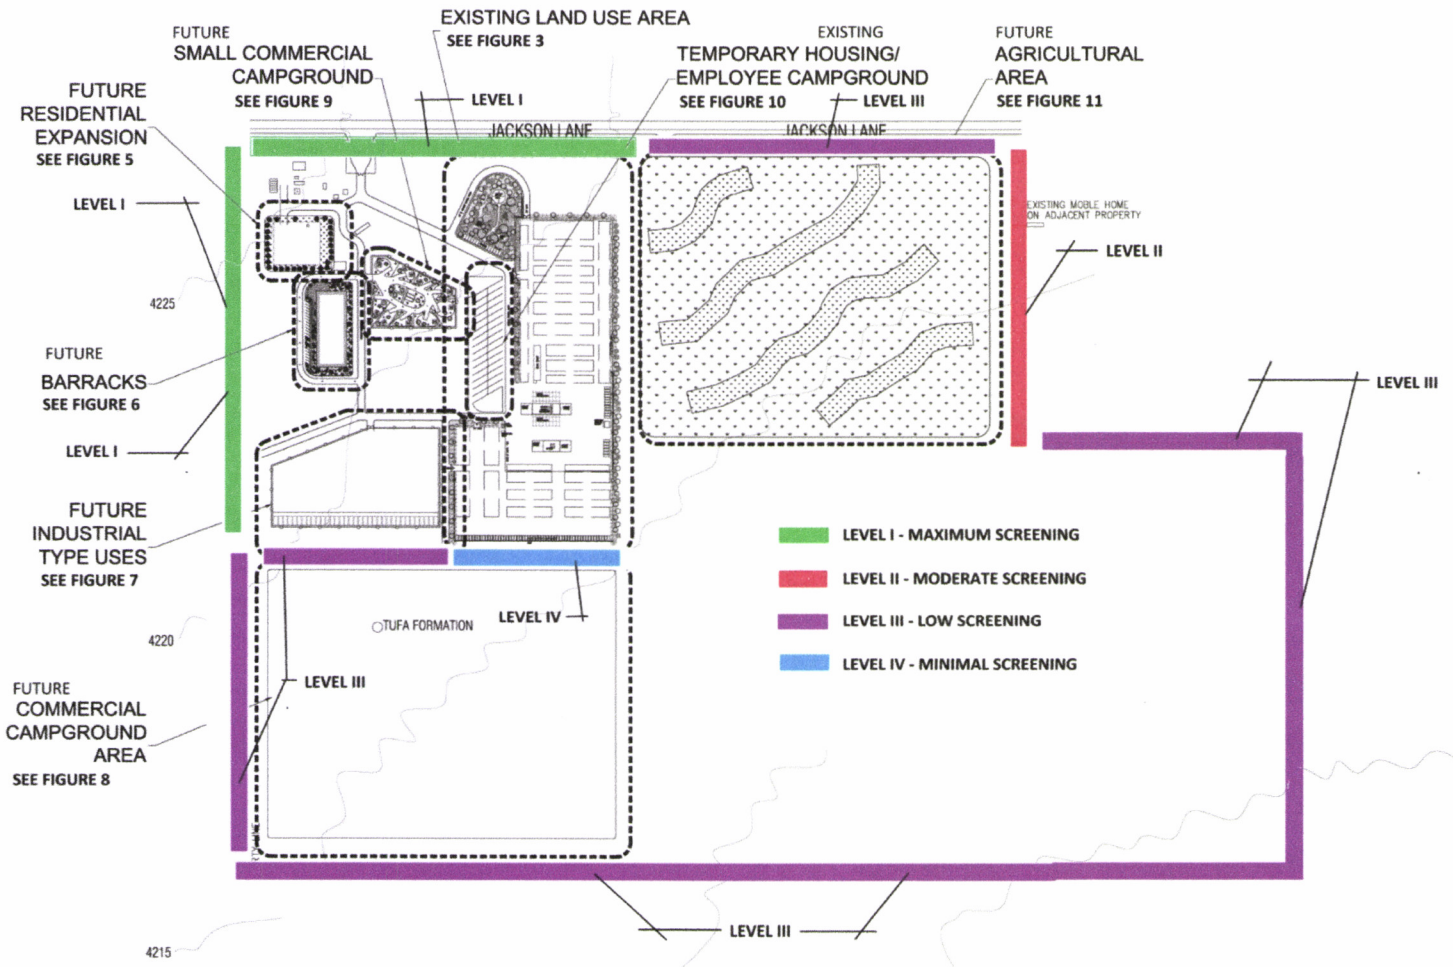 EXISTING LAND USE AREA
SEE FIGURE 3
FUTURE
SMALL COMMERCIAL
CAMPGROUND
SEE FIGURE 9
EXISTING
TEMPORARY HOUSING/
EMPLOYEE CAMPGROUND
SEE FIGURE 10
FUTURE
AGRICULTURAL
AREA
SEE FIGURE 11
FUTURE
RESIDENTIAL
EXPANSION
SEE FIGURE 5
LEVEL I
LEVEL III
JACKSON LANE
JACKSON LANE
LEVEL I
EXISTING MOBLE HOME
ON ADJACENT PROPERTY
LEVEL II
4225
FUTURE
BARRACKS
SEE FIGURE 6
LEVEL III
LEVEL I
FUTURE
INDUSTRIAL
TYPE USES
SEE FIGURE 7
LEVEL I - MAXIMUM SCREENING
LEVEL II - MODERATE SCREENING
LEVEL III - LOW SCREENING
LEVEL IV - MINIMAL SCREENING
LEVEL IV
TUFA FORMATION
4220
LEVEL III
FUTURE
COMMERCIAL
CAMPGROUND
AREA
SEE FIGURE 8
LEVEL III
4215